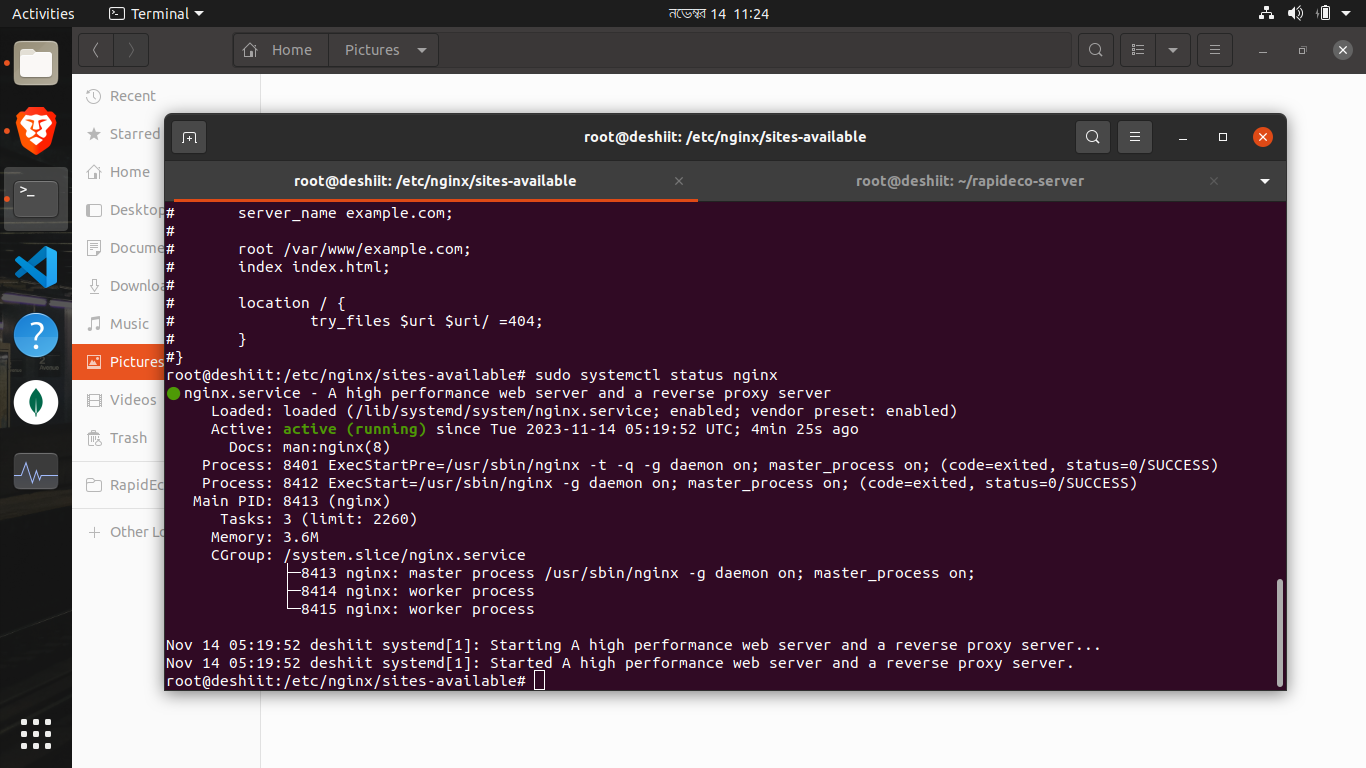 Activities
Terminal
নভেম্বর 14 11:24
Home
Pictures
Recent
Starred
Home
Desktop
Docume
Downloa
Music
Pictures
Videos
Trash
RapidEc
Other Lo
root@deshiit: /etc/nginx/sites-available
root@deshiit: /etc/nginx/sites-available
root@deshiit: ~/rapideco-server
#       server_name example.com;
#
#       root /var/www/example.com;
#       index index.html;
#
#       location / {
#               try_files $uri $uri/ =404;
#       }
#}
root@deshiit:/etc/nginx/sites-available# sudo systemctl status nginx
● nginx.service - A high performance web server and a reverse proxy server
     Loaded: loaded (/lib/systemd/system/nginx.service; enabled; vendor preset: enabled)
     Active: active (running) since Tue 2023-11-14 05:19:52 UTC; 4min 25s ago
       Docs: man:nginx(8)
    Process: 8401 ExecStartPre=/usr/sbin/nginx -t -q -g daemon on; master_process on; (code=exited, status=0/SUCCESS)
    Process: 8412 ExecStart=/usr/sbin/nginx -g daemon on; master_process on; (code=exited, status=0/SUCCESS)
   Main PID: 8413 (nginx)
      Tasks: 3 (limit: 2260)
     Memory: 3.6M
     CGroup: /system.slice/nginx.service
             ├─8413 nginx: master process /usr/sbin/nginx -g daemon on; master_process on;
             ├─8414 nginx: worker process
             └─8415 nginx: worker process
Nov 14 05:19:52 deshiit systemd[1]: Starting A high performance web server and a reverse proxy server...
Nov 14 05:19:52 deshiit systemd[1]: Started A high performance web server and a reverse proxy server.
root@deshiit:/etc/nginx/sites-available#